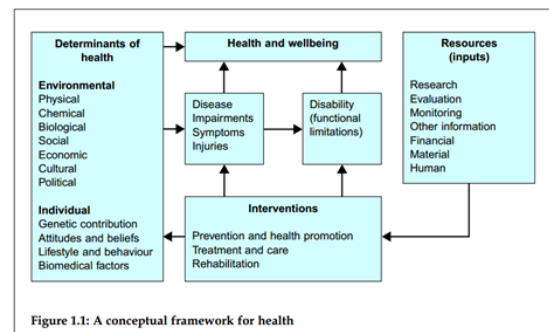 Determinants of
health
Environmental
Physical
Chemical
Biological
Social
Economic
Cultural
Political
Individual
Genetic contribution
Attitudes and beliefs
Lifestyle and behaviour
Biomedical factors
Health and wellbeing
Disease
Impairments
Symptoms
Injuries
Disability
(functional
limitations)
Interventions
Prevention and health promotion
Treatment and care
Rehabilitation
Resources
(inputs)
Research
Evaluation
Monitoring
Other information
Financial
Material
Human
Figure 1.1: A conceptual framework for health